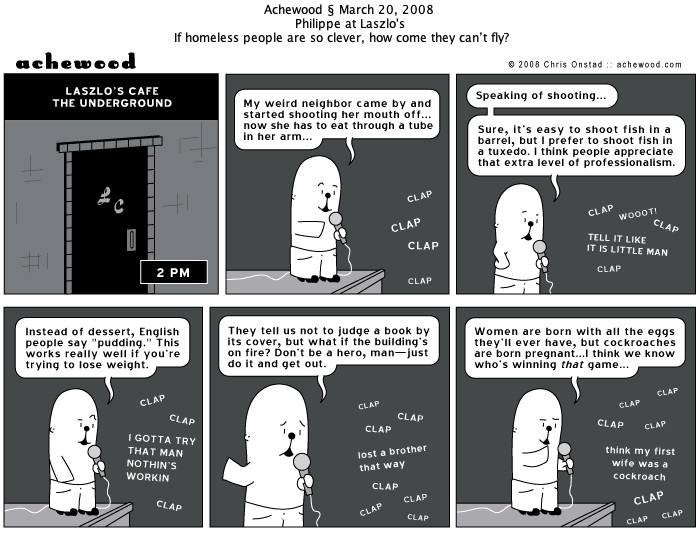 Achewood § March 20, 2008
Philippe at Laszlo's
If homeless people are so clever, how come they can't fly?
achewood
© 2008 Chris Onstad :: achewood.com
LASZLO'S CAFE
THE UNDERGROUND
L
C
2 PM
My weird neighbor came by and
started shooting her mouth off...
now she has to eat through a tube
in her arm...
CLAP
CLAP
CLAP
CLAP
Speaking of shooting...
Sure, it's easy to shoot fish in a
barrel, but I prefer to shoot fish
in a tuxedo. I think people appreciate
that extra level of professionalism.
CLAP
WOOOT!
CLAP
TELL IT LIKE
IT IS LITTLE MAN
CLAP
Instead of dessert, English
people say "pudding." This
works really well if you're
trying to lose weight.
CLAP
CLAP
I GOTTA TRY
THAT MAN
NOTHIN'S
WORKIN
CLAP
They tell us not to judge a book by
its cover, but what if the building's
on fire? Don't be a hero, man—just
do it and get out.
CLAP
CLAP
CLAP
lost a brother
that way
CLAP
CLAP
CLAP
CLAP
Women are born with all the eggs
they'll ever have, but cockroaches
are born pregnant...I think we know
who's winning that game...
CLAP
CLAP
CLAP
CLAP
think my first
wife was a
cockroach
CLAP
CLAP
CLAP